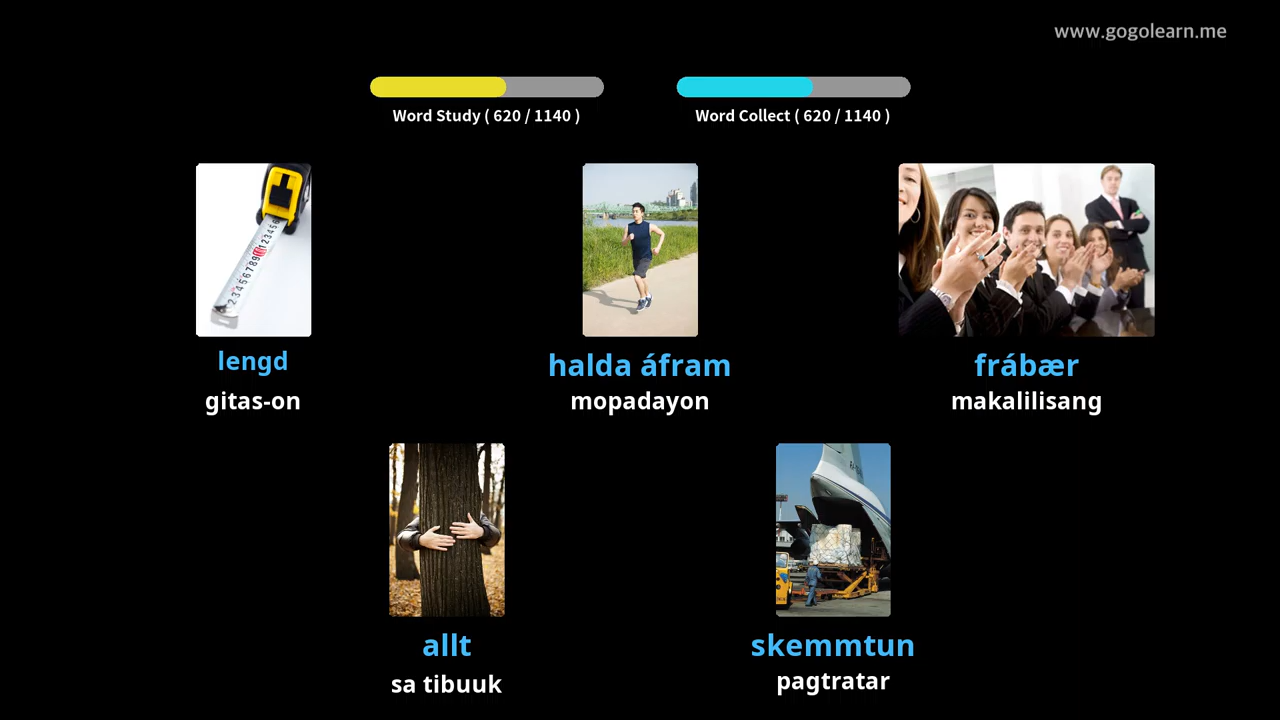 www.gogolearn.me
Word Study ( 620 / 1140 )
Word Collect ( 620 / 1140 )
lengd
gitas-on
halda áfram
mopadayon
frábær
makalilisang
allt
sa tibuuk
skemmtun
pagtratar